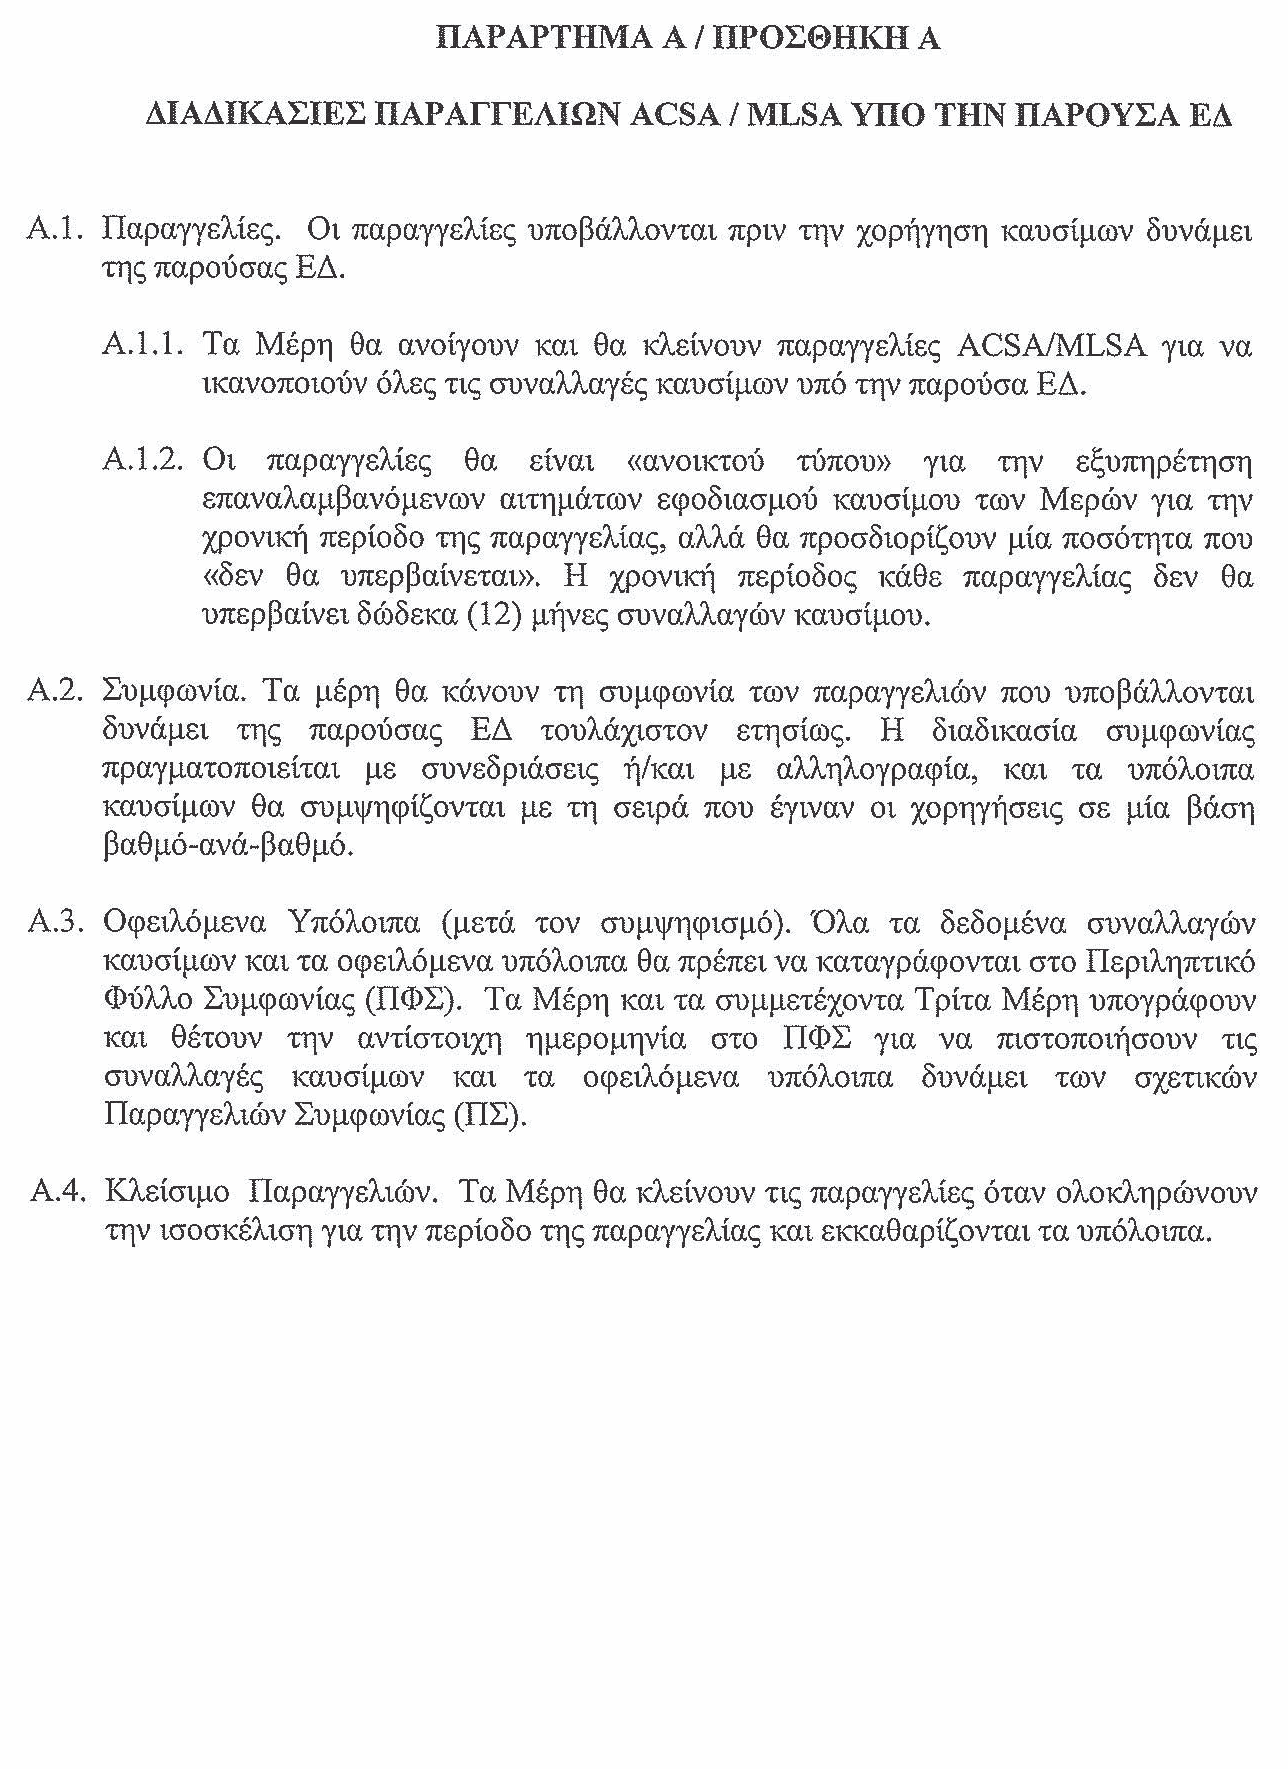 ΠΑΡΑΡΤΗΜΑ Α / ΠΡΟΣΘΗΚΗ Α
ΔΙΑΔΙΚΑΣΙΕΣ ΠΑΡΑΓΓΕΛΙΩΝ ACSA / MLSA ΥΠΟ ΤΗΝ ΠΑΡΟΥΣΑ ΕΔ
Α.1. Παραγγελίες. Οι παραγγελίες υποβάλλονται πριν την χορήγηση καυσίμων δυνάμει
της παρούσας ΕΔ.
Α.1.1. Τα Μέρη θα ανοίγουν και θα κλείνουν παραγγελίες ACSA/MLSA για να
ικανοποιούν όλες τις συναλλαγές καυσίμων υπό την παρούσα ΕΔ.
Α.1.2. Οι παραγγελίες θα είναι «ανοικτού τύπου» για την εξυπηρέτηση
επαναλαμβανόμενων αιτημάτων εφοδιασμού καυσίμου των Μερών για την
χρονική περίοδο της παραγγελίας, αλλά θα προσδιορίζουν μία ποσότητα που
«δεν θα υπερβαίνεται». Η χρονική περίοδος κάθε παραγγελίας δεν θα
υπερβαίνει δώδεκα (12) μήνες συναλλαγών καυσίμου.
Α.2. Συμφωνία. Τα μέρη θα κάνουν τη συμφωνία των παραγγελιών που υποβάλλονται
δυνάμει της παρούσας ΕΔ τουλάχιστον ετησίως. Η διαδικασία συμφωνίας
πραγματοποιείται με συνεδριάσεις ή/και με αλληλογραφία, και τα υπόλοιπα
καυσίμων θα συμψηφίζονται με τη σειρά που έγιναν οι χορηγήσεις σε μία βάση
βαθμό-ανά-βαθμό.
Α.3. Οφειλόμενα Υπόλοιπα (μετά τον συμψηφισμό). Όλα τα δεδομένα συναλλαγών
καυσίμων και τα οφειλόμενα υπόλοιπα θα πρέπει να καταγράφονται στο Περιληπτικό
Φύλλο Συμφωνίας (ΠΦΣ). Τα Μέρη και τα συμμετέχοντα Τρίτα Μέρη υπογράφουν
και θέτουν την αντίστοιχη ημερομηνία στο ΠΦΣ για να πιστοποιήσουν τις
συναλλαγές καυσίμων και τα οφειλόμενα υπόλοιπα δυνάμει των σχετικών
Παραγγελιών Συμφωνίας (ΠΣ).
Α.4. Κλείσιμο Παραγγελιών. Τα Μέρη θα κλείνουν τις παραγγελίες όταν ολοκληρώνουν
την ισοσκέλιση για την περίοδο της παραγγελίας και εκκαθαρίζονται τα υπόλοιπα.